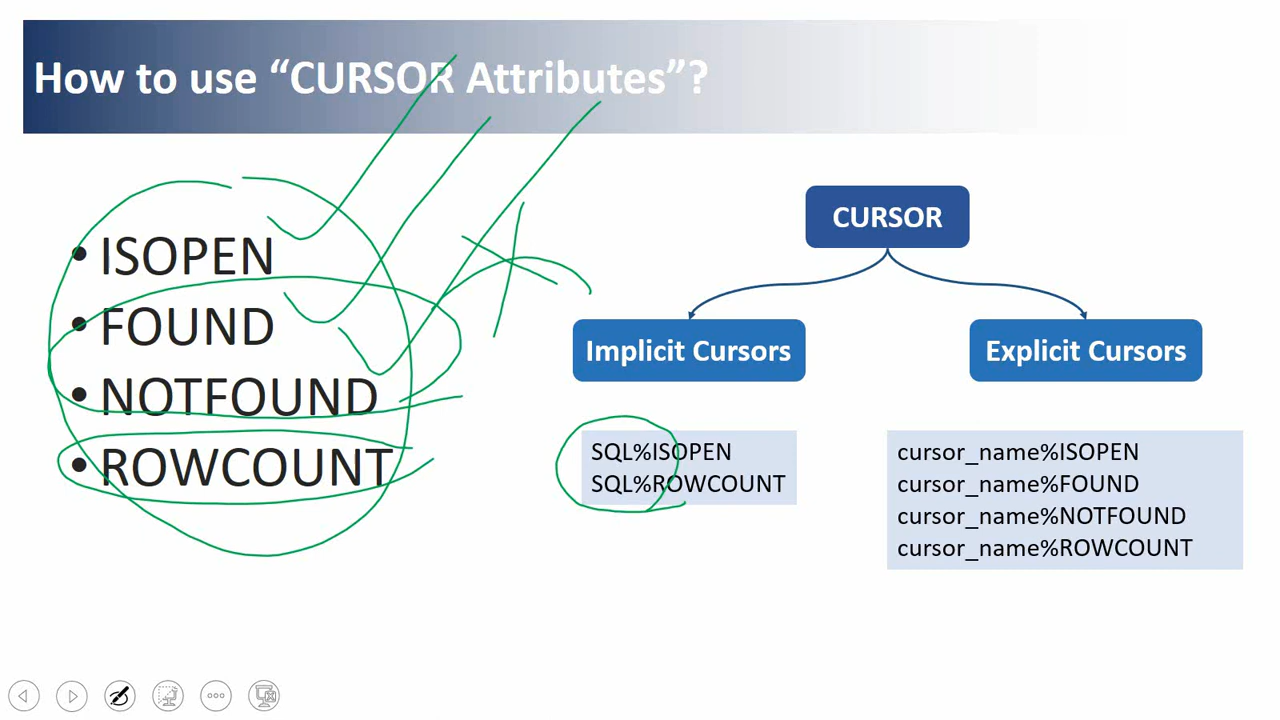 How to use “CURSOR Attributes”?
• ISOPEN
• FOUND
• NOTFOUND
• ROWCOUNT
CURSOR
Implicit Cursors
Explicit Cursors
SQL%ISOPEN
SQL%ROWCOUNT
cursor_name%ISOPEN
cursor_name%FOUND
cursor_name%NOTFOUND
cursor_name%ROWCOUNT